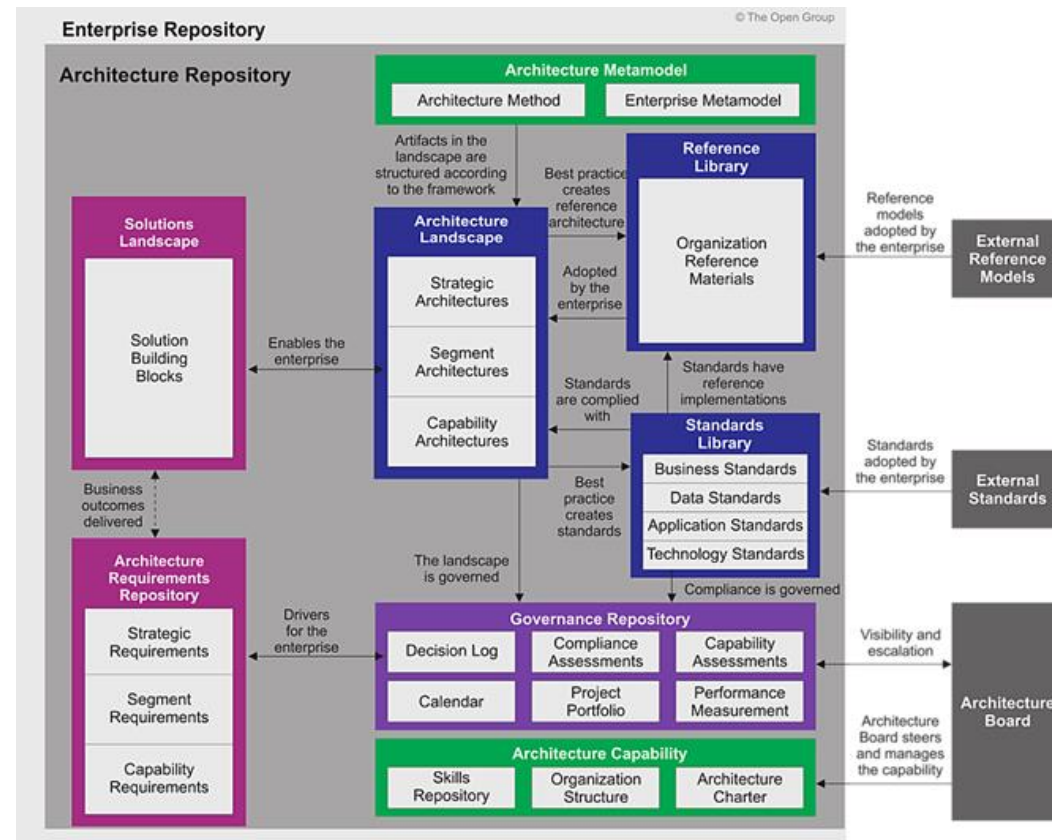 © The Open Group
Enterprise Repository
Architecture Repository
Architecture Metamodel
Architecture Method
Enterprise Metamodel
Artifacts in the
landscape are
structured according
to the framework
Best practice
creates
reference
architecture
Reference
Library
Organization
Reference
Materials
Reference
models
adopted by
the enterprise
External
Reference
Models
Solutions
Landscape
Solution
Building
Blocks
Enables the
enterprise
Architecture
Landscape
Strategic
Architectures
Segment
Architectures
Capability
Architectures
Adopted
by the
enterprise
Standards have
reference
implementations
Standards
are complied
with
Standards
Library
Business Standards
Data Standards
Application Standards
Technology Standards
Standards
adopted by
the enterprise
External
Standards
Best
practice
creates
standards
Business
outcomes
delivered
The landscape
is governed
Compliance is governed
Architecture
Requirements
Repository
Strategic
Requirements
Segment
Requirements
Capability
Requirements
Drivers
for the
enterprise
Governance Repository
Decision Log
Compliance
Assessments
Capability
Assessments
Calendar
Project
Portfolio
Performance
Measurement
Visibility and
escalation
Architecture
Board
Architecture
Board steers
and manages
the capability
Architecture Capability
Skills
Repository
Organization
Structure
Architecture
Charter